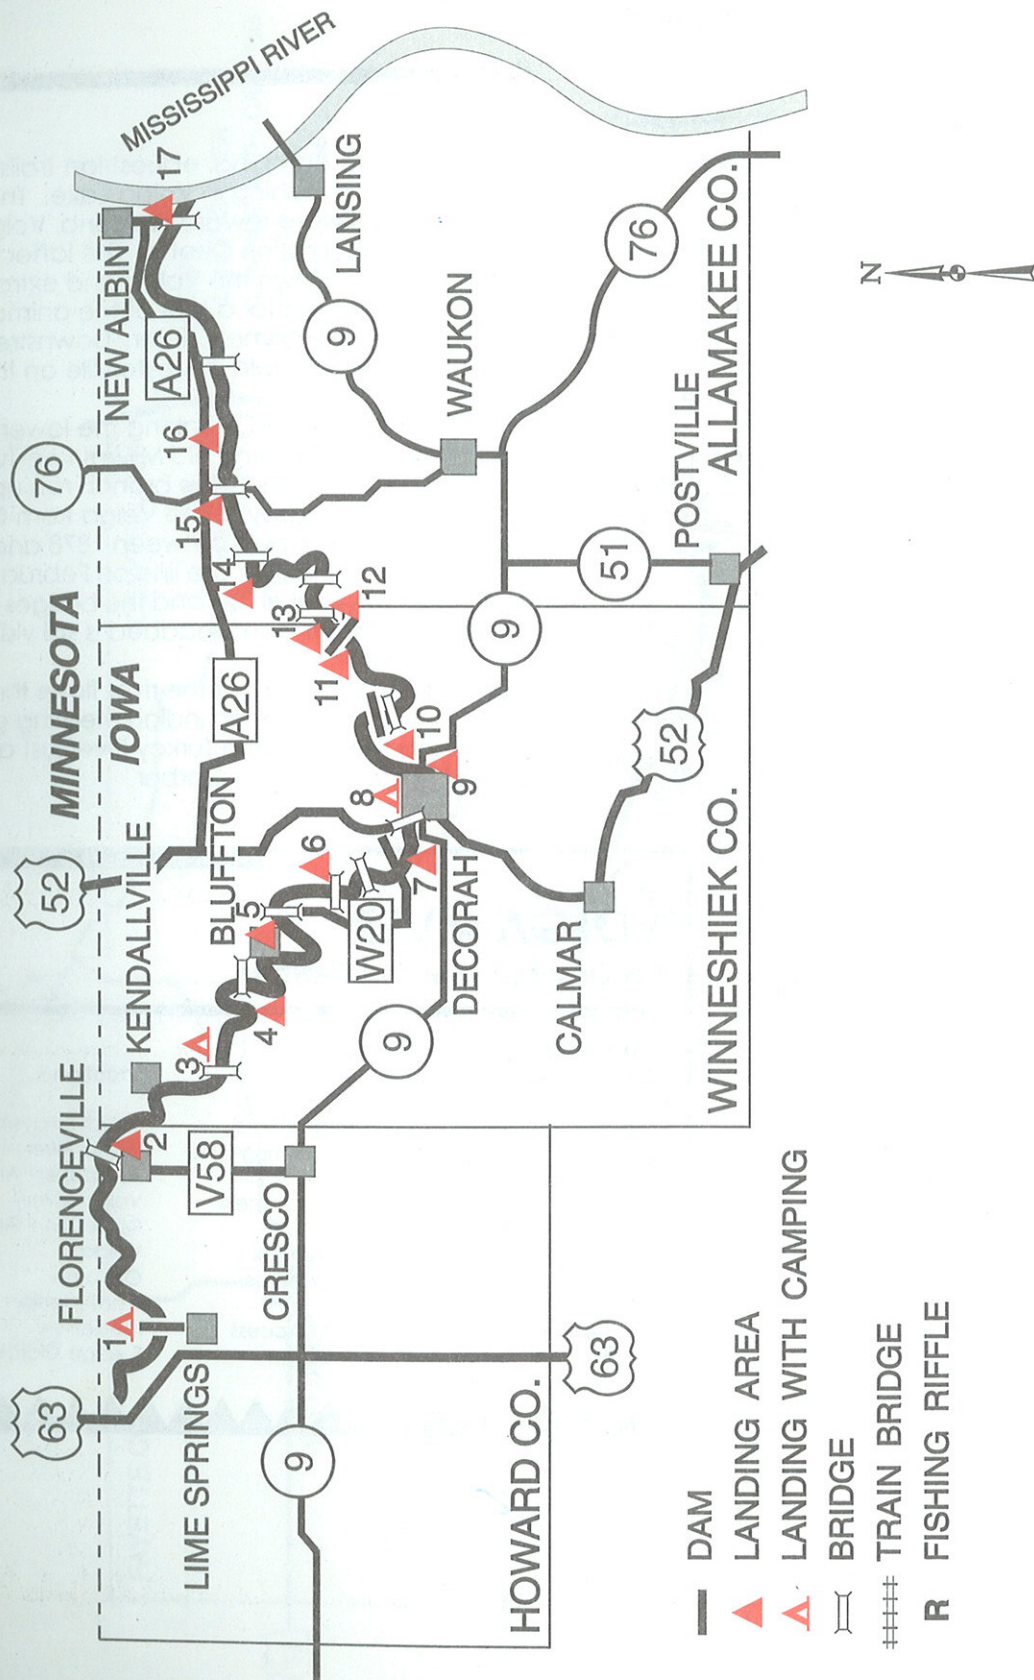 MINNESOTA
IOWA
MISSISSIPPI RIVER
63
FLORENCEVILLE
KENDALLVILLE
52
76
NEW ALBIN
17
1
2
3
4
5
6
7
8
9
10
11
12
13
14
15
16
LIME SPRINGS
V58
BLUFFTON
A26
A26
LANSING
CRESCO
W20
DECORAH
9
9
9
9
WAUKON
76
51
CALMAR
52
POSTVILLE
63
HOWARD CO.
WINNESHIEK CO.
ALLAMAKEE CO.
DAM
LANDING AREA
LANDING WITH CAMPING
BRIDGE
TRAIN BRIDGE
R FISHING RIFFLE
N